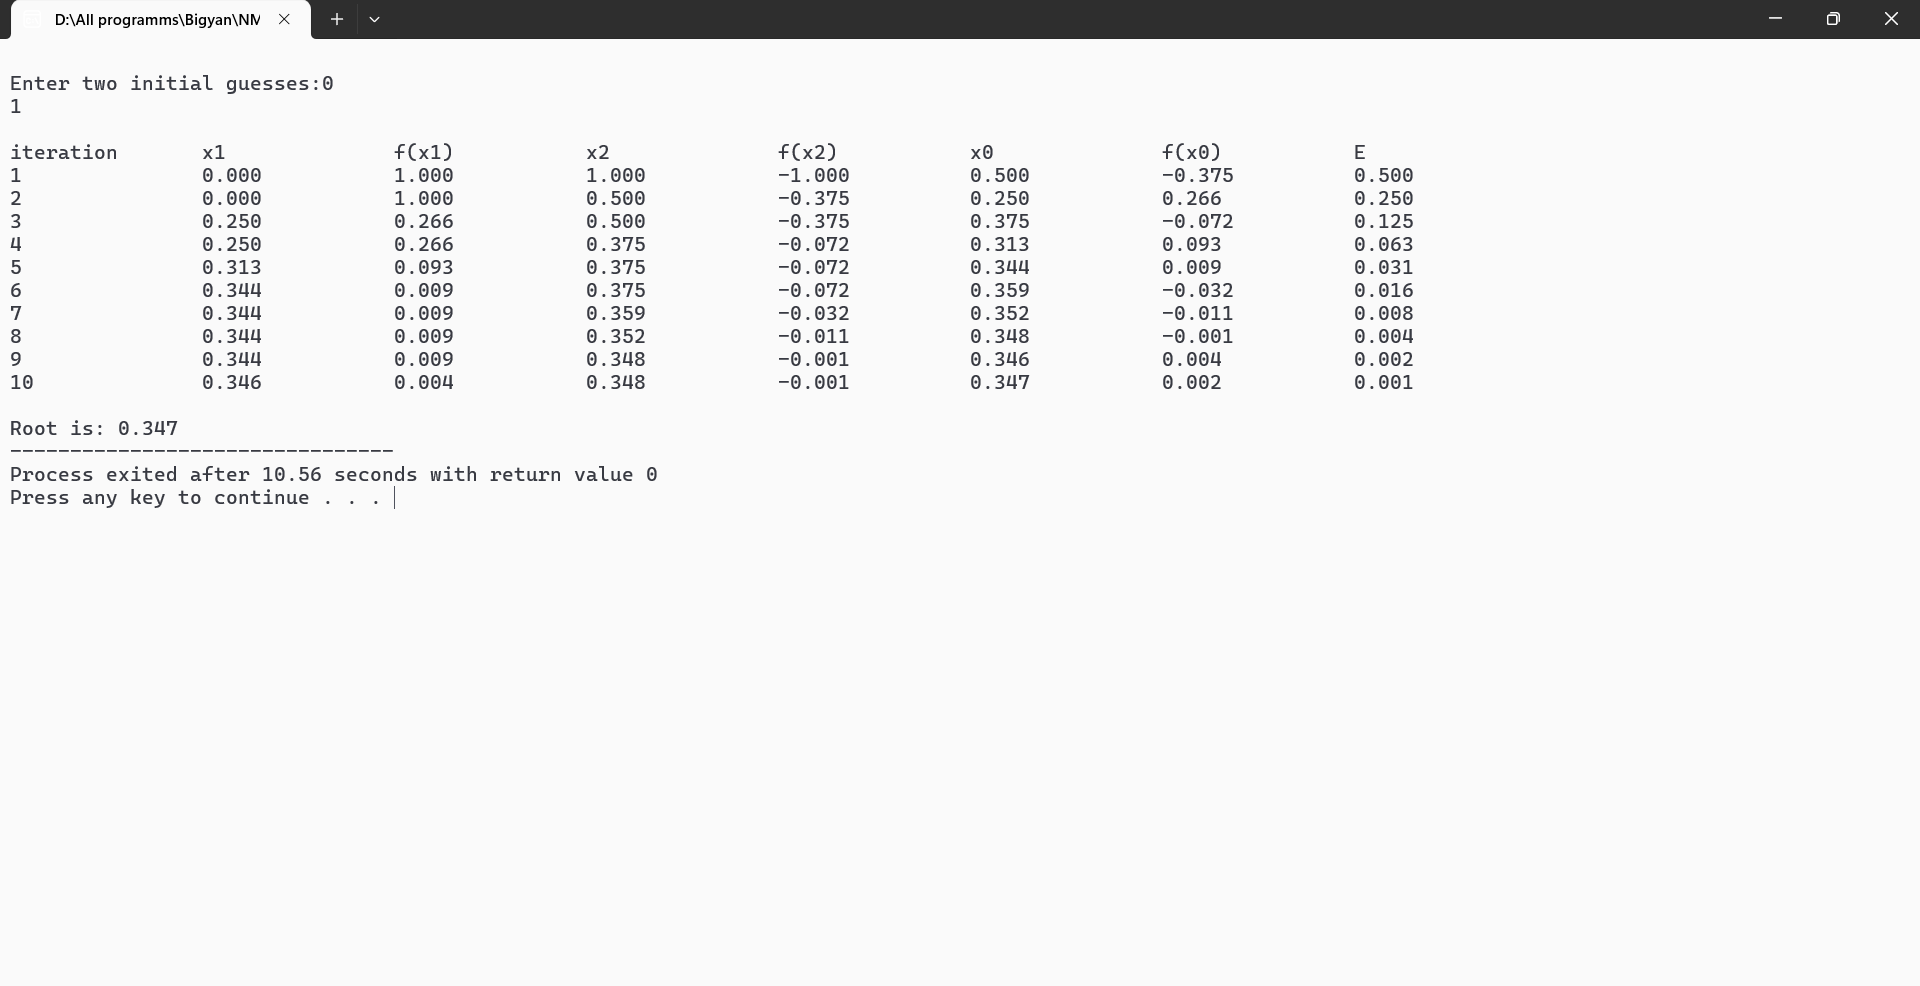 D:\All programms\Bigyan\NM
Enter two initial guesses:0
1
iteration x1 f(x1) x2 f(x2) x0 f(x0) E
1 0.000 1.000 1.000 -1.000 0.500 -0.375 0.500
2 0.000 1.000 0.500 -0.375 0.250 0.266 0.250
3 0.250 0.266 0.500 -0.375 0.375 -0.072 0.125
4 0.250 0.266 0.375 -0.072 0.313 0.093 0.063
5 0.313 0.093 0.375 -0.072 0.344 0.009 0.031
6 0.344 0.009 0.375 -0.072 0.359 -0.032 0.016
7 0.344 0.009 0.359 -0.032 0.352 -0.011 0.008
8 0.344 0.009 0.352 -0.011 0.348 -0.001 0.004
9 0.344 0.009 0.348 -0.001 0.346 0.004 0.002
10 0.346 0.004 0.348 -0.001 0.347 0.002 0.001
Root is: 0.347
--------------------------------
Process exited after 10.56 seconds with return value 0
Press any key to continue . . .